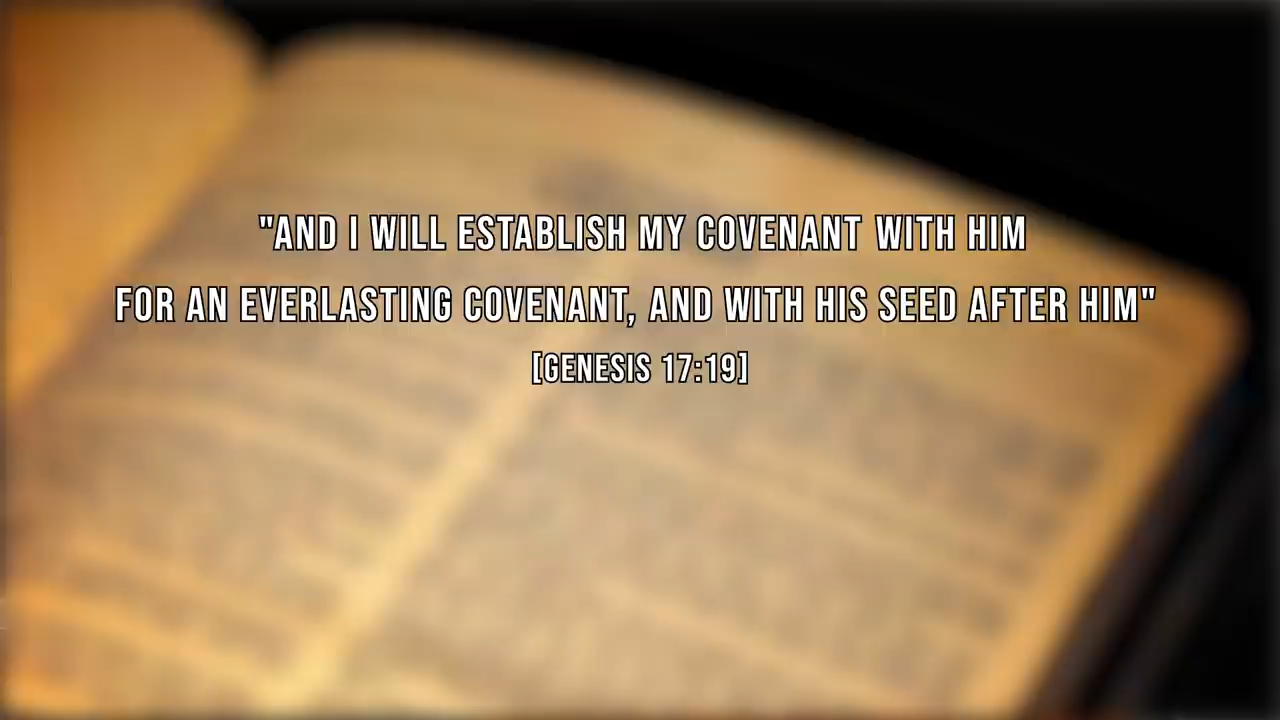 "AND I WILL ESTABLISH MY COVENANT WITH HIM
FOR AN EVERLASTING COVENANT, AND WITH HIS SEED AFTER HIM"
[GENESIS 17:19]